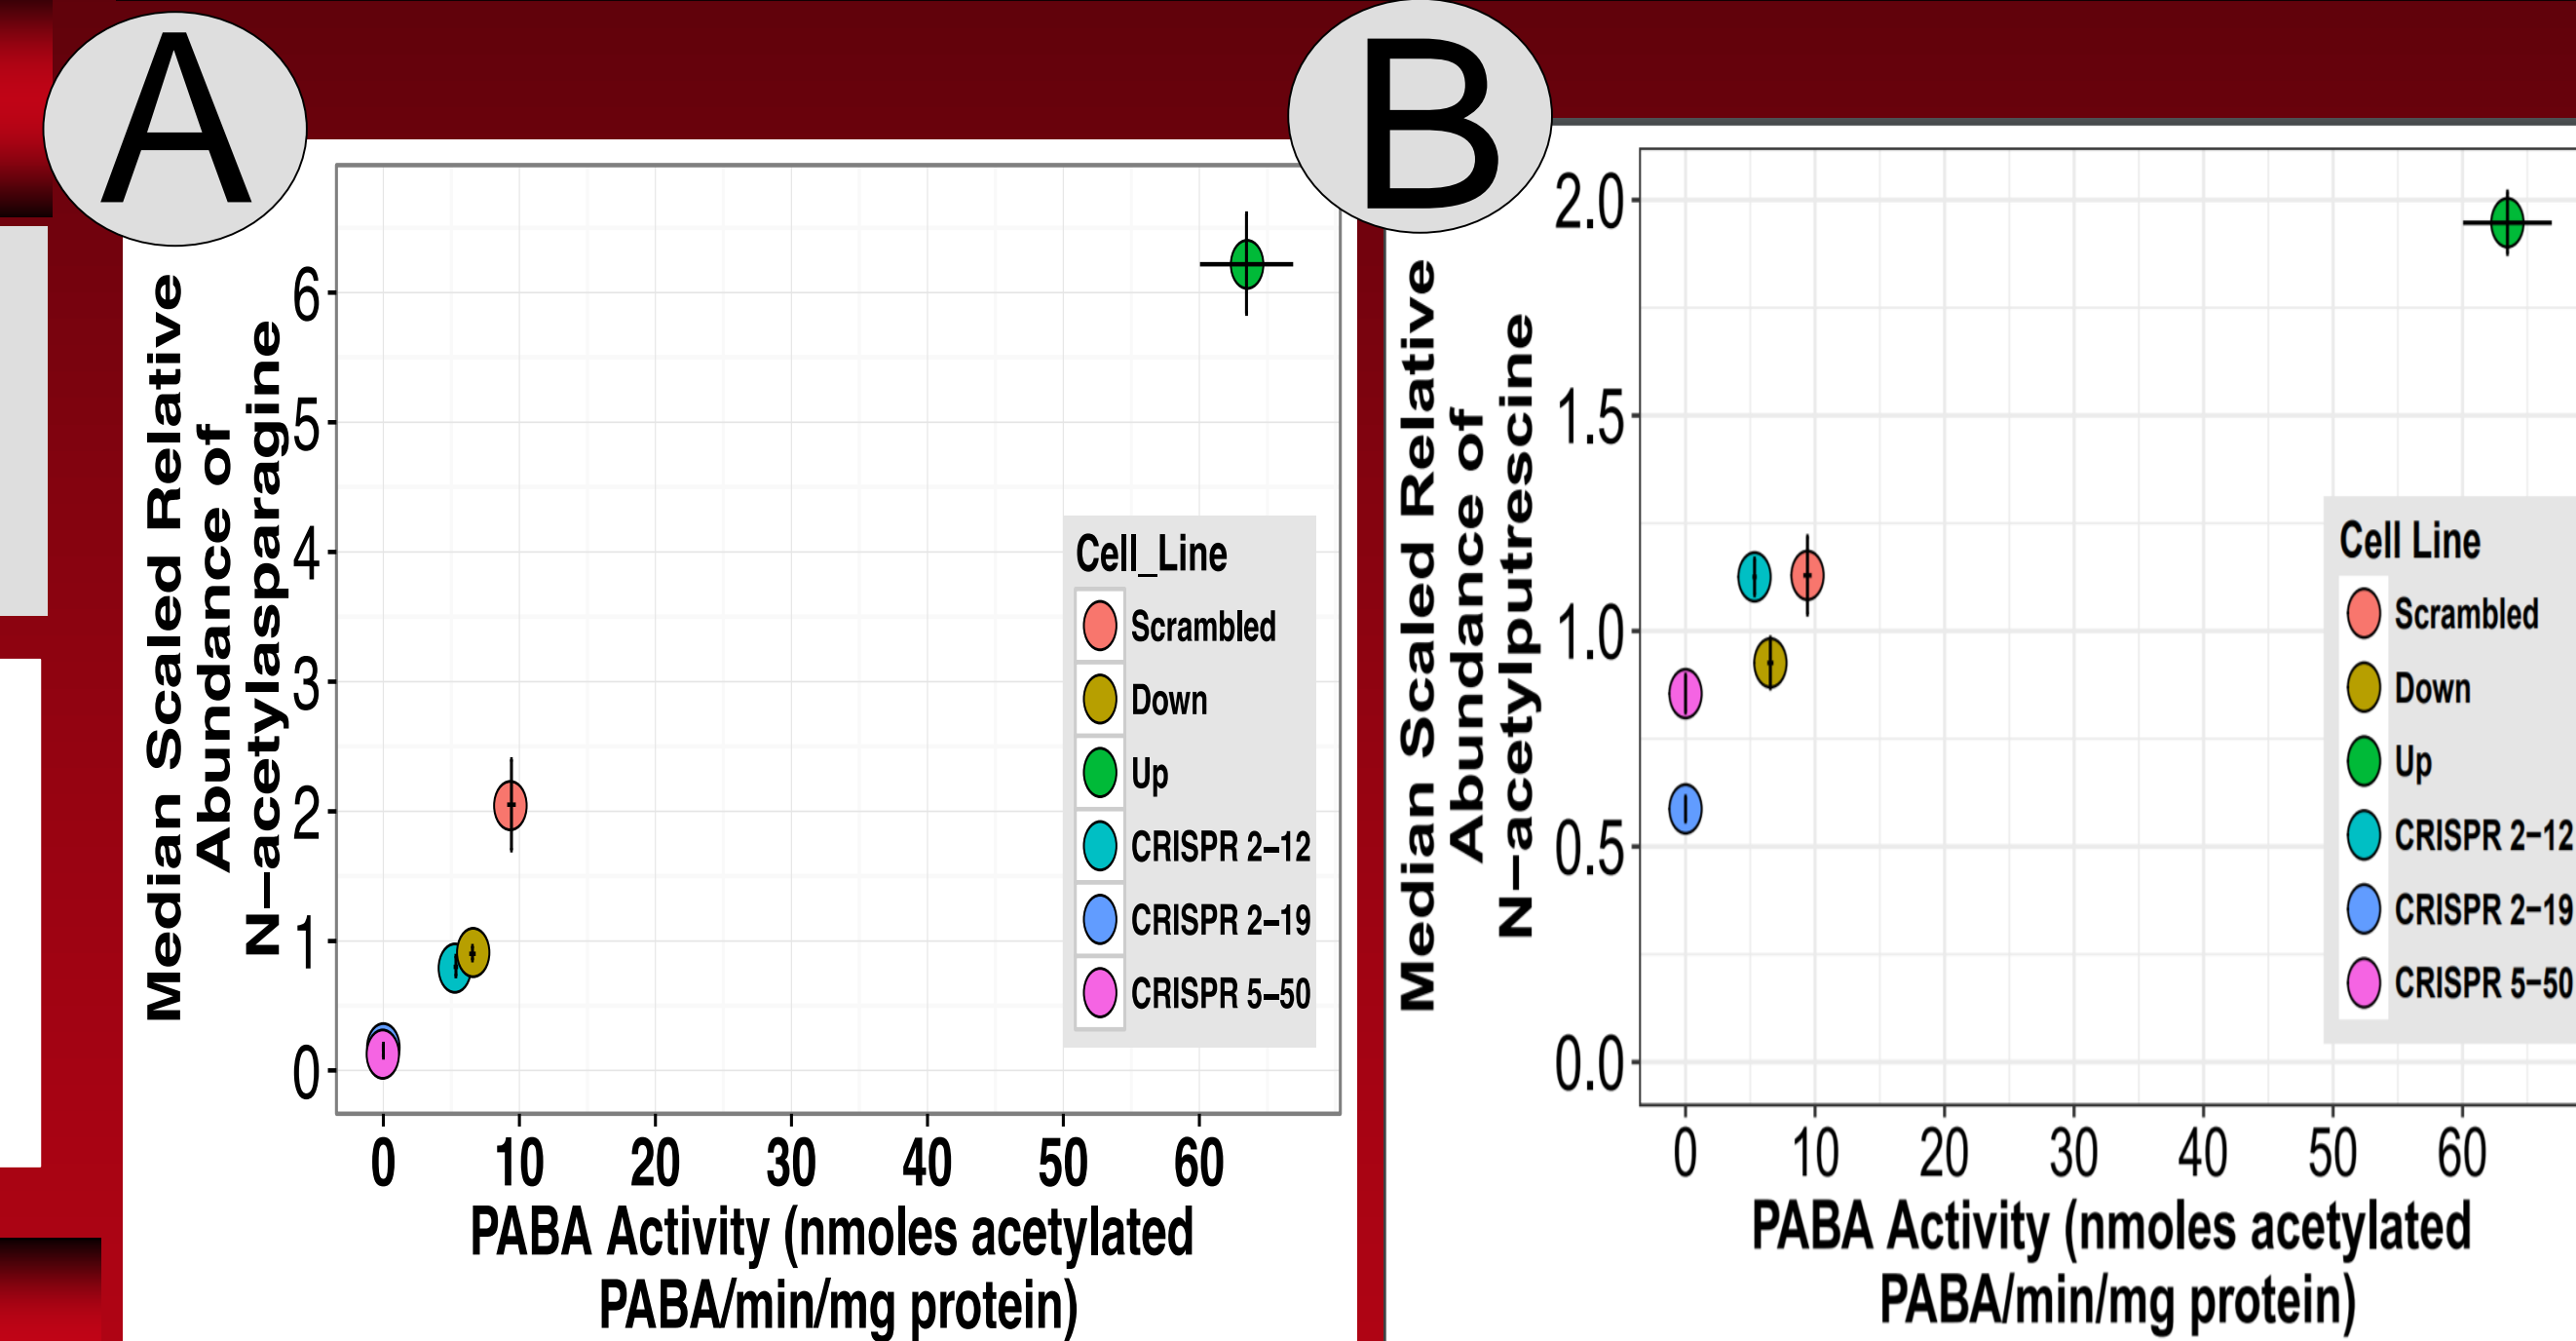 A
Median Scaled Relative
Abundance of
N−acetylasparagine
6
5
4
3
2
1
0
Cell_Line
Scrambled
Down
Up
CRISPR 2−12
CRISPR 2−19
CRISPR 5−50
0 10 20 30 40 50 60
PABA Activity (nmoles acetylated
PABA/min/mg protein)
B
Median Scaled Relative
Abundance of
N−acetylputrescine
2.0
1.5
1.0
0.5
0.0
Cell Line
Scrambled
Down
Up
CRISPR 2−12
CRISPR 2−19
CRISPR 5−50
0 10 20 30 40 50 60
PABA Activity (nmoles acetylated
PABA/min/mg protein)